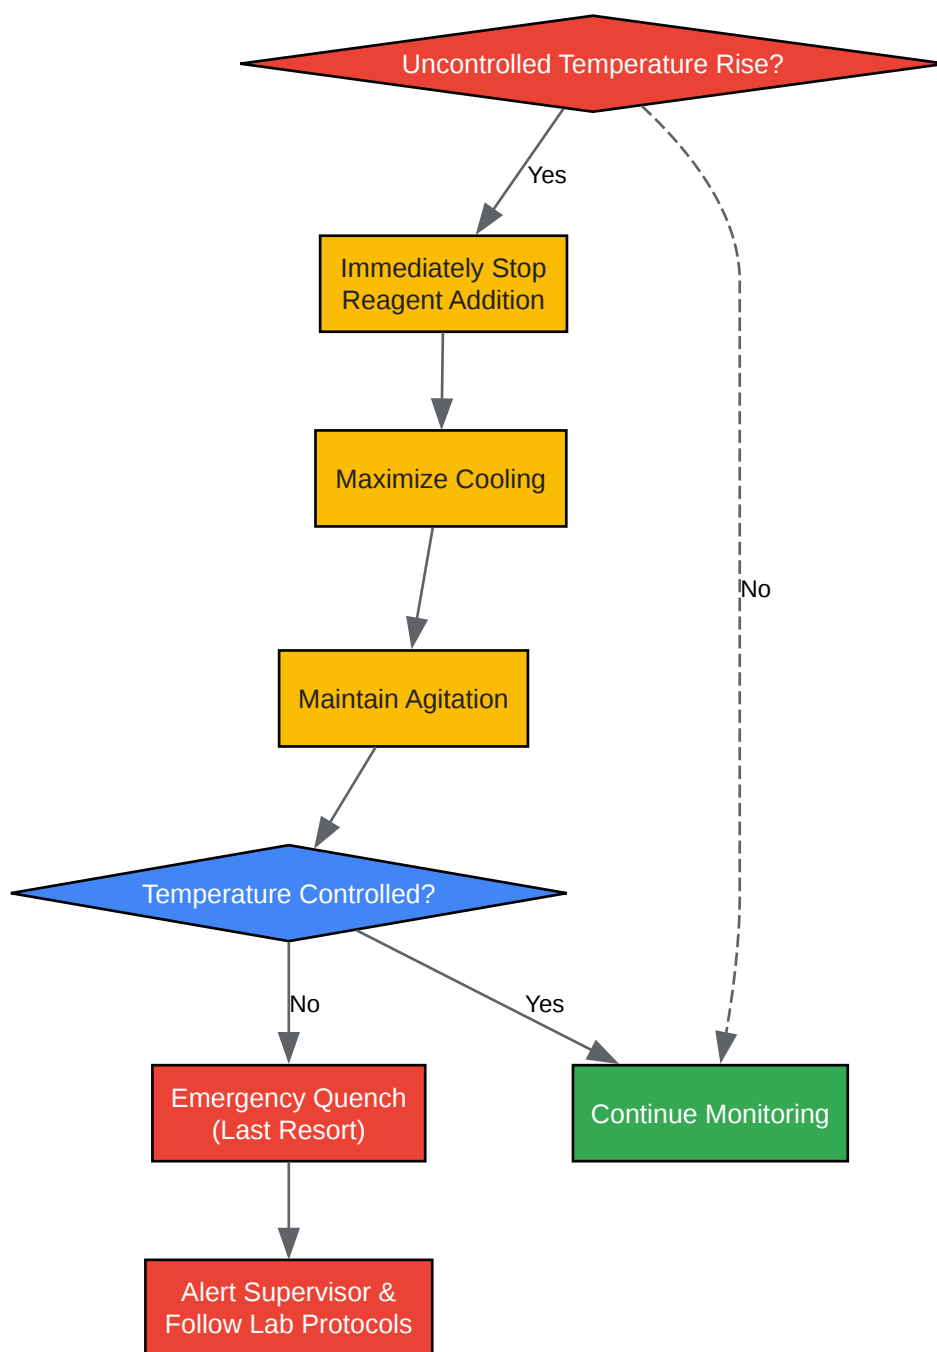 Uncontrolled Temperature Rise?
Yes
Immediately Stop
Reagent Addition
Maximize Cooling
No
Maintain Agitation
Temperature Controlled?
No
Yes
Emergency Quench
(Last Resort)
Continue Monitoring
Alert Supervisor &
Follow Lab Protocols